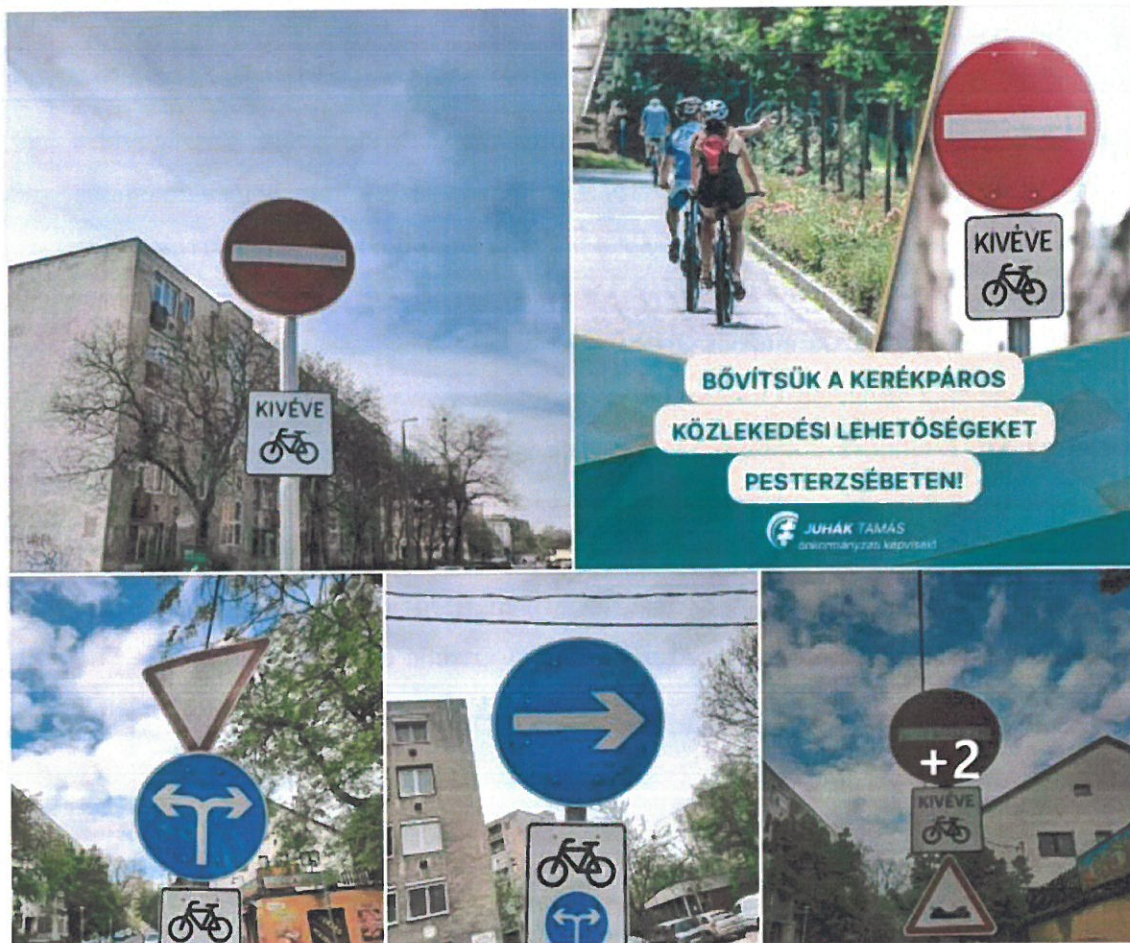 KIVÉVE
KIVÉVE
BŐVÍTSÜK A KERÉKPÁROS
KÖZLEKEDÉSI LEHETŐSÉGEKET
PESTERZSÉBETEN!
JUHÁK TAMÁS
önkormányzati képviselő
+2
KIVÉVE